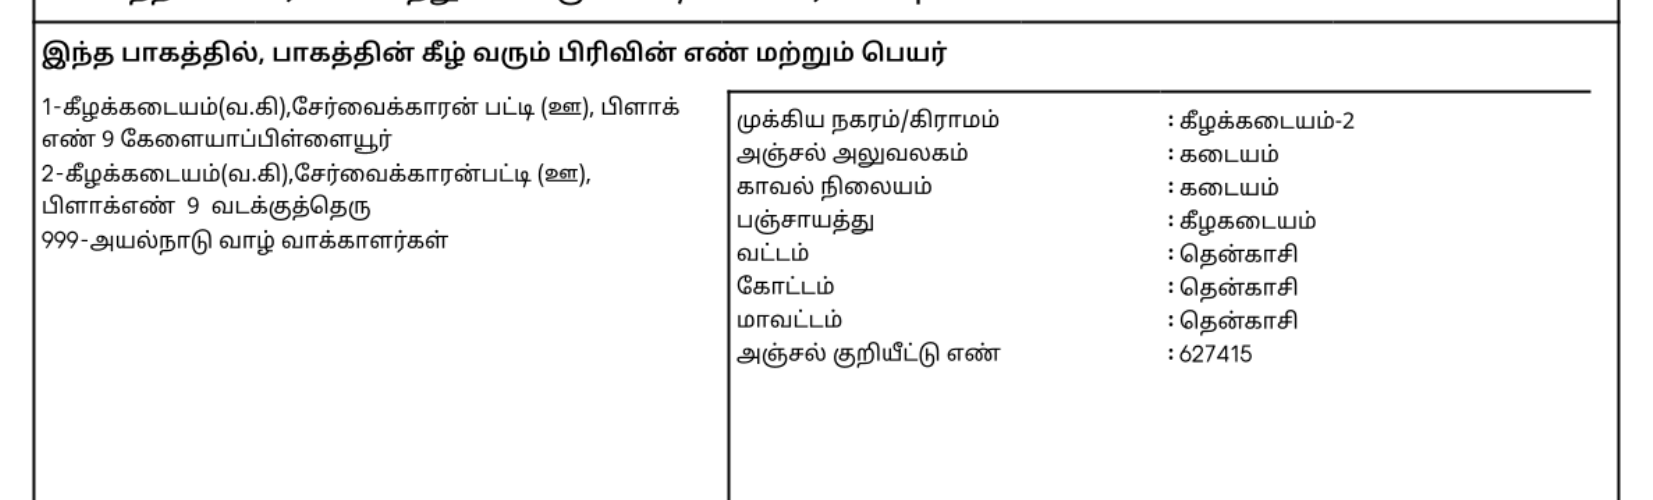 இந்த பாகத்தில், பாகத்தின் கீழ் வரும் பிரிவின் எண் மற்றும் பெயர்
1-கீழக்கடையம்(வ.கி),சேர்வைக்காரன் பட்டி (ஊ), பிளாக்
எண் 9 கேளையாப்பிள்ளையூர்
2-கீழக்கடையம்(வ.கி),சேர்வைக்காரன்பட்டி (ஊ),
பிளாக்எண் 9 வடக்குத்தெரு
999-அயல்நாடு வாழ் வாக்காளர்கள்
முக்கிய நகரம்/கிராமம் : கீழக்கடையம்-2
அஞ்சல் அலுவலகம் : கடையம்
காவல் நிலையம் : கடையம்
பஞ்சாயத்து : கீழகடையம்
வட்டம் : தென்காசி
கோட்டம் : தென்காசி
மாவட்டம் : தென்காசி
அஞ்சல் குறியீட்டு எண் : 627415